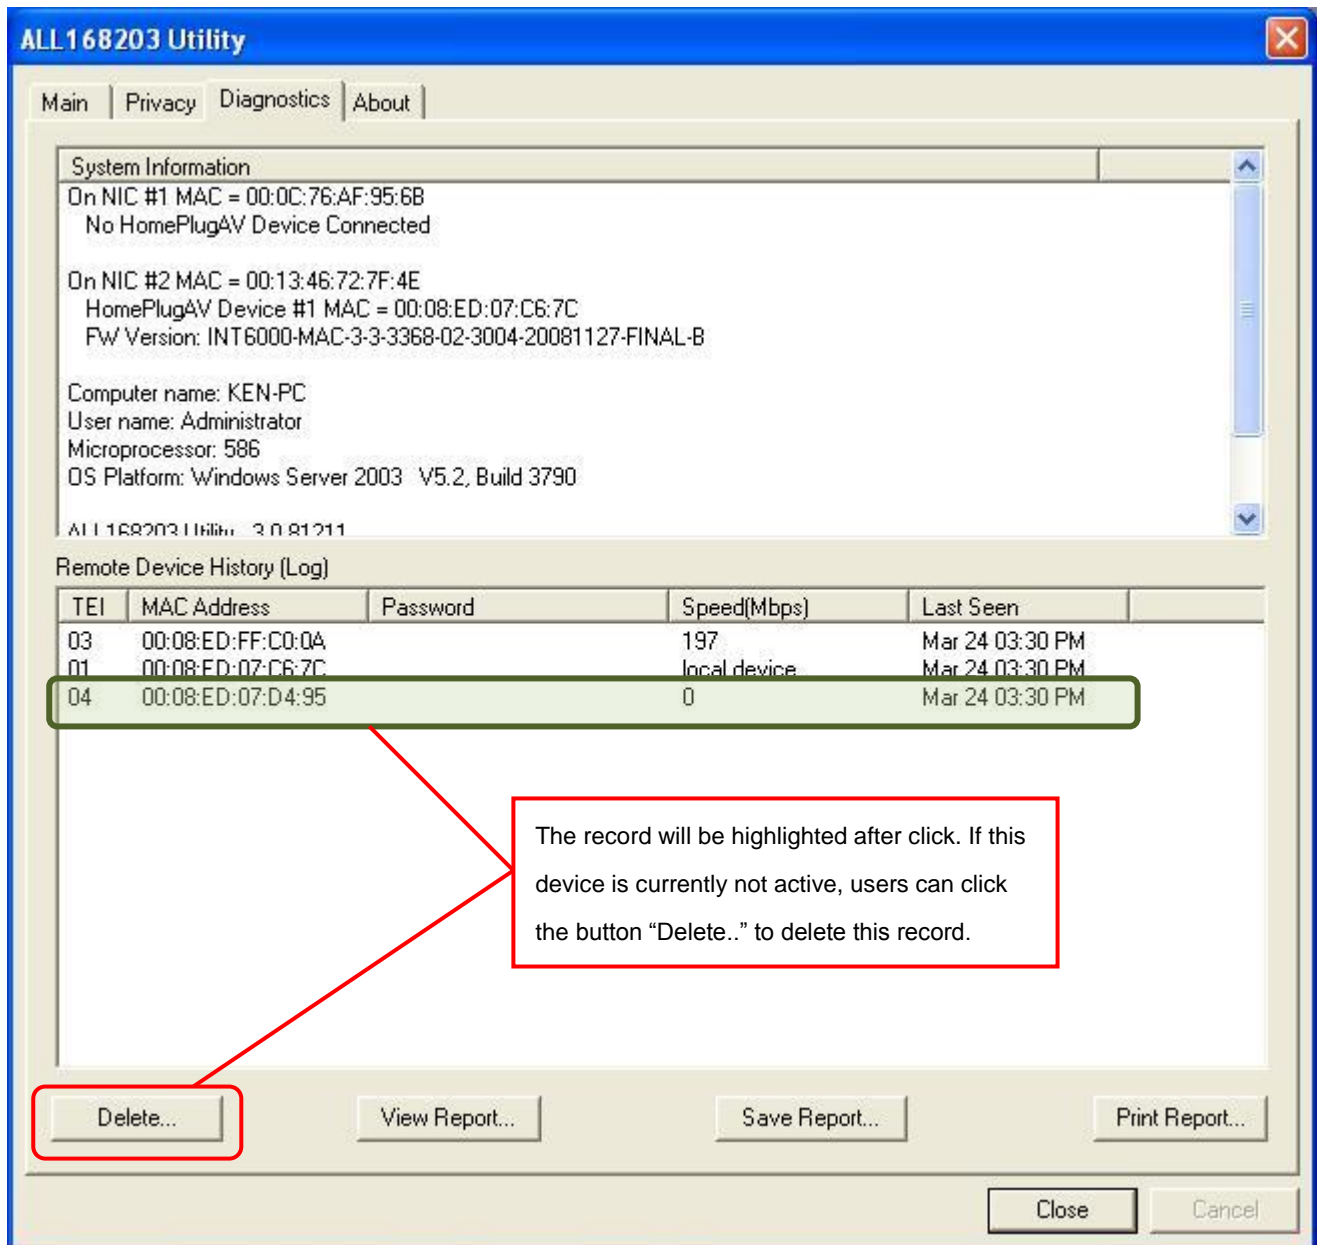 ALL168203 Utility
Main Privacy Diagnostics About
System Information
On NIC #1 MAC = 00:0C:76:AF:95:6B
No HomePlugAV Device Connected
On NIC #2 MAC = 00:13:46:72:7F:4E
HomePlugAV Device #1 MAC = 00:08:ED:07:C6:7C
FW Version: INT6000-MAC-3-3-3368-02-3004-20081127-FINAL-B
Computer name: KEN-PC
User name: Administrator
Microprocessor: 586
OS Platform: Windows Server 2003 V5.2, Build 3790
ALL168203 Utility 3.0.81211
Remote Device History (Log)
TEI MAC Address Password Speed(Mbps) Last Seen
03 00:08:ED:FF:C0:0A 197 Mar 24 03:30 PM
01 00:08:ED:07:C6:7C local device Mar 24 03:30 PM
04 00:08:ED:07:D4:95 0 Mar 24 03:30 PM
The record will be highlighted after click. If this
device is currently not active, users can click
the button “Delete..” to delete this record.
Delete... View Report... Save Report... Print Report...
Close Cancel